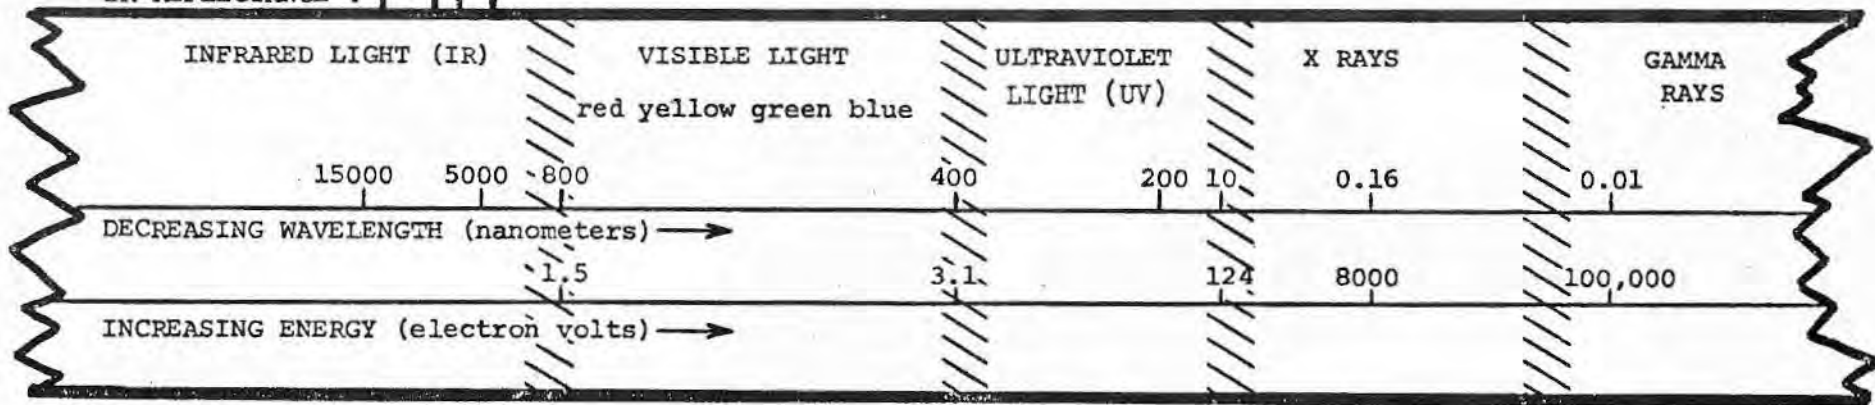 INFRARED LIGHT (IR) VISIBLE LIGHT ULTRAVIOLET X RAYS GAMMA
LIGHT (UV) RAYS
red yellow green blue
15000 5000 800 400 200 10 0.16 0.01
DECREASING WAVELENGTH (nanometers)
1.5 3.1 124 8000 100,000
INCREASING ENERGY (electron volts)